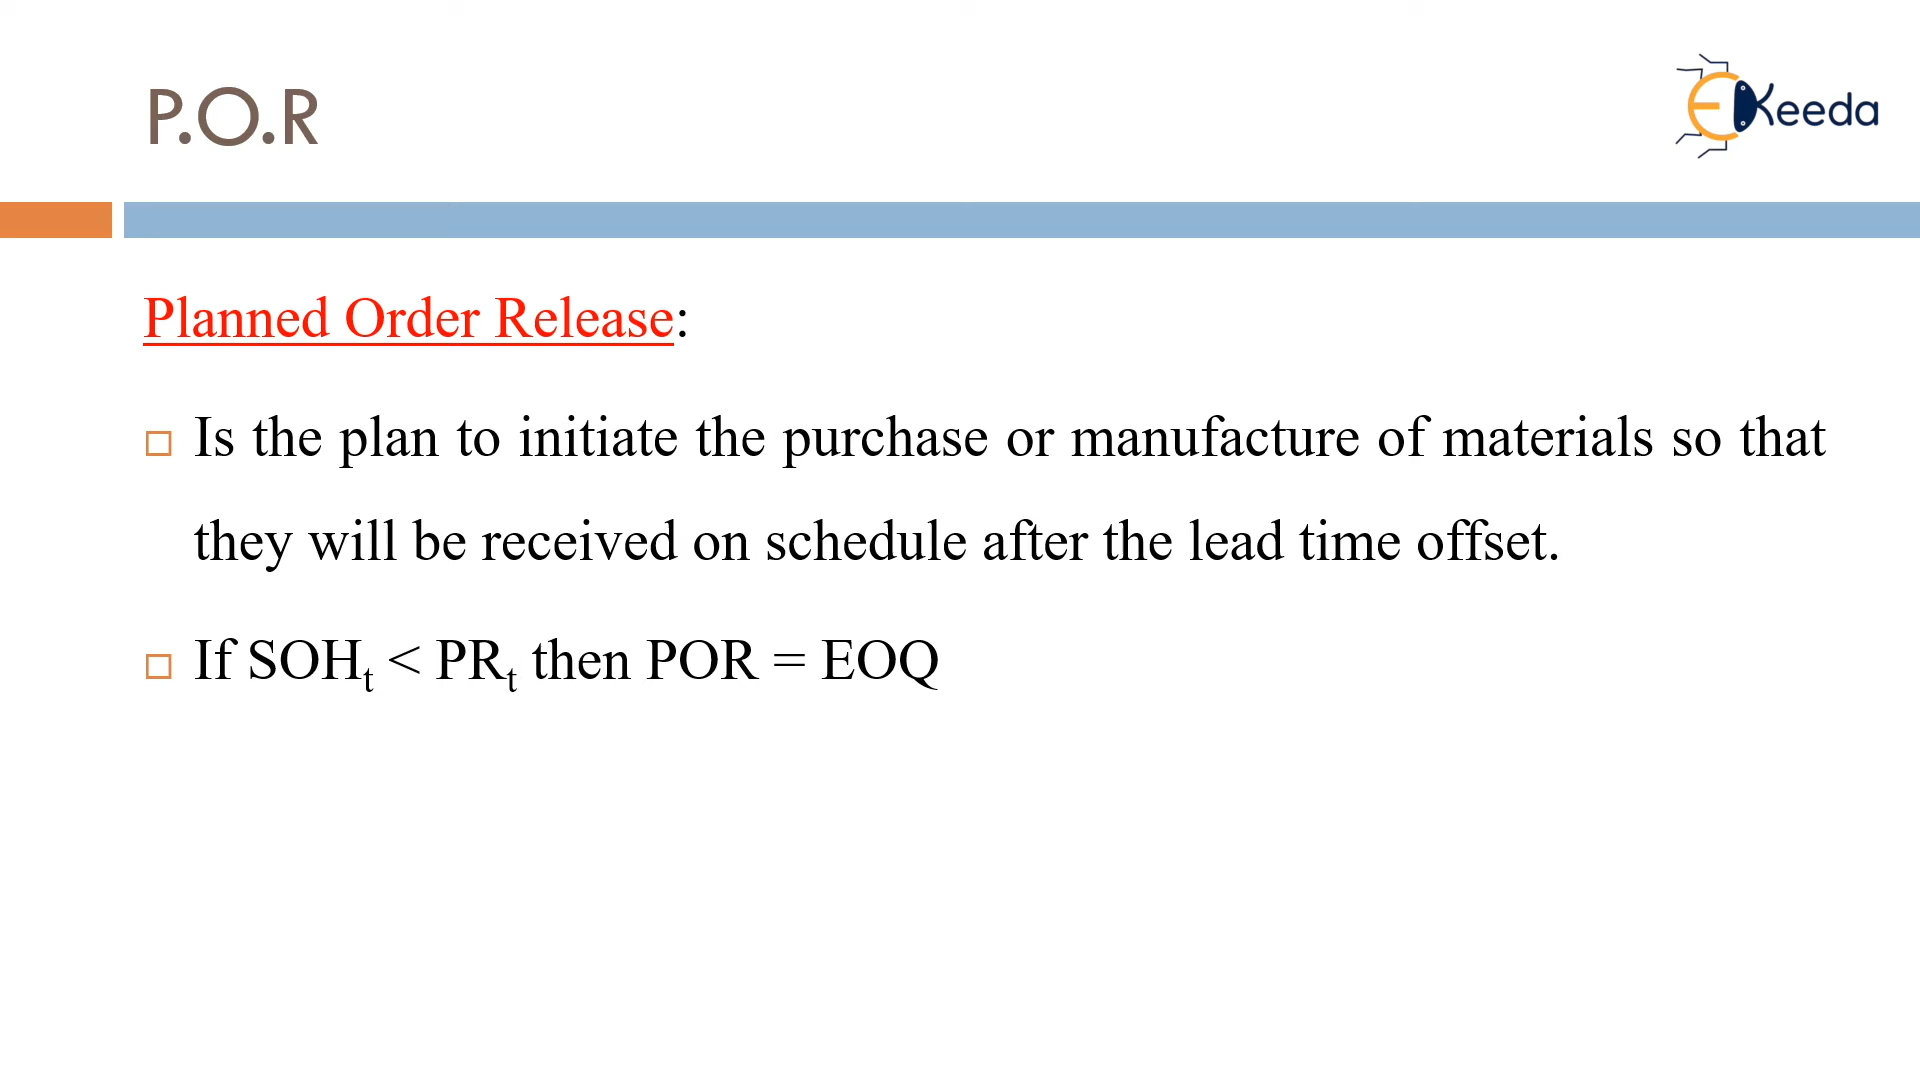 P.O.R
EKeeda
Planned Order Release:
Is the plan to initiate the purchase or manufacture of materials so that
they will be received on schedule after the lead time offset.
If SOHt < PRt then POR = EOQ